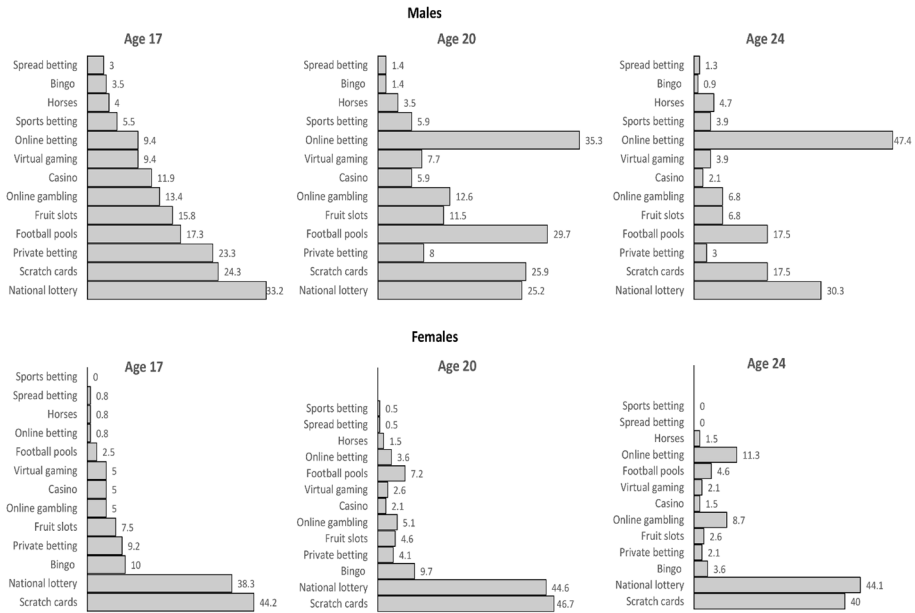 Males
Age 17
Spread betting 3
Bingo 3.5
Horses 4
Sports betting 5.5
Online betting 9.4
Virtual gaming 9.4
Casino 11.9
Online gambling 13.4
Fruit slots 15.8
Football pools 17.3
Private betting 23.3
Scratch cards 24.3
National lottery 33.2
Age 20
Spread betting 1.4
Bingo 1.4
Horses 3.5
Sports betting 5.9
Online betting 35.3
Virtual gaming 7.7
Casino 5.9
Online gambling 12.6
Fruit slots 11.5
Football pools 29.7
Private betting 8
Scratch cards 25.9
National lottery 25.2
Age 24
Spread betting 1.3
Bingo 0.9
Horses 4.7
Sports betting 3.9
Online betting 47.4
Virtual gaming 3.9
Casino 2.1
Online gambling 6.8
Fruit slots 6.8
Football pools 17.5
Private betting 3
Scratch cards 17.5
National lottery 30.3
Females
Age 17
Sports betting 0
Spread betting 0.8
Horses 0.8
Online betting 0.8
Football pools 2.5
Virtual gaming 5
Casino 5
Online gambling 5
Fruit slots 7.5
Private betting 9.2
Bingo 10
National lottery 38.3
Scratch cards 44.2
Age 20
Sports betting 0.5
Spread betting 0.5
Horses 1.5
Online betting 3.6
Football pools 7.2
Virtual gaming 2.6
Casino 2.1
Online gambling 5.1
Fruit slots 4.6
Private betting 4.1
Bingo 9.7
National lottery 44.6
Scratch cards 46.7
Age 24
Sports betting 0
Spread betting 0
Horses 1.5
Online betting 11.3
Football pools 4.6
Virtual gaming 2.1
Casino 1.5
Online gambling 8.7
Fruit slots 2.6
Private betting 2.1
Bingo 3.6
National lottery 44.1
Scratch cards 40